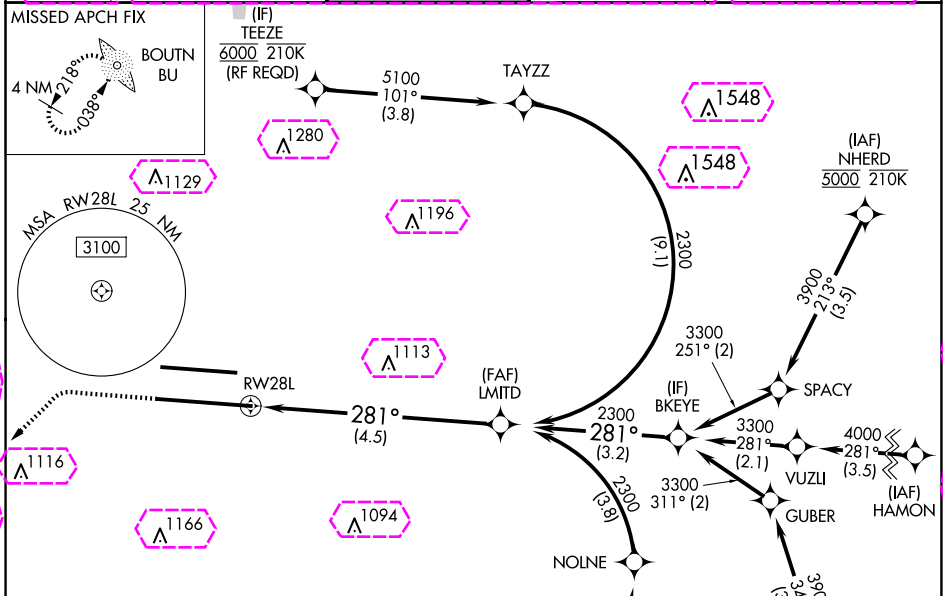 MISSED APCH FIX
BOUTN
BU
4 NM
218°
038°
(IF)
TEEZE
6000 210K
(RF REQD)
5100
101°
(3.8)
TAYZZ
1548
1280
1548
1129
1196
(IAF)
NHERD
5000 210K
MSA RW28L 25 NM
3100
2300
(9.1)
3900
213°
(3.5)
1113
3300
251° (2)
SPACY
RW28L
281°
(4.5)
(FAF)
LMITD
2300
281°
(3.2)
(IF)
BKEYE
3300
281°
(2.1)
VUZLI
4000
281°
(3.5)
(IAF)
HAMON
1116
3300
311° (2)
GUBER
1166
1094
2300
(3.8)
NOLNE